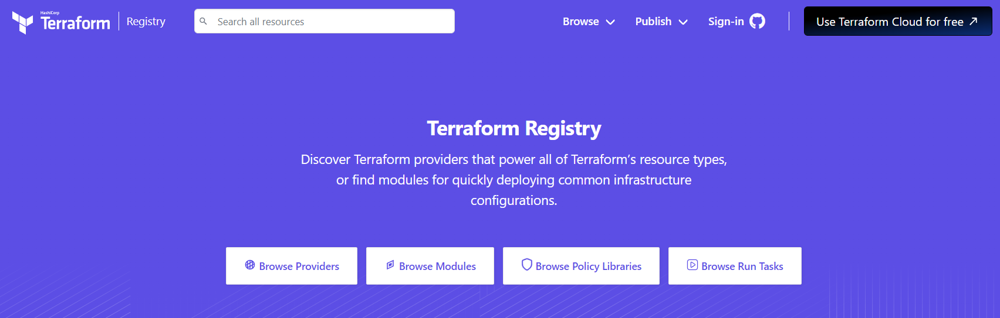 HashiCorp
Terraform
Registry
Search all resources
Browse
Publish
Sign-in
Use Terraform Cloud for free
Terraform Registry
Discover Terraform providers that power all of Terraform’s resource types,
or find modules for quickly deploying common infrastructure
configurations.
Browse Providers
Browse Modules
Browse Policy Libraries
Browse Run Tasks